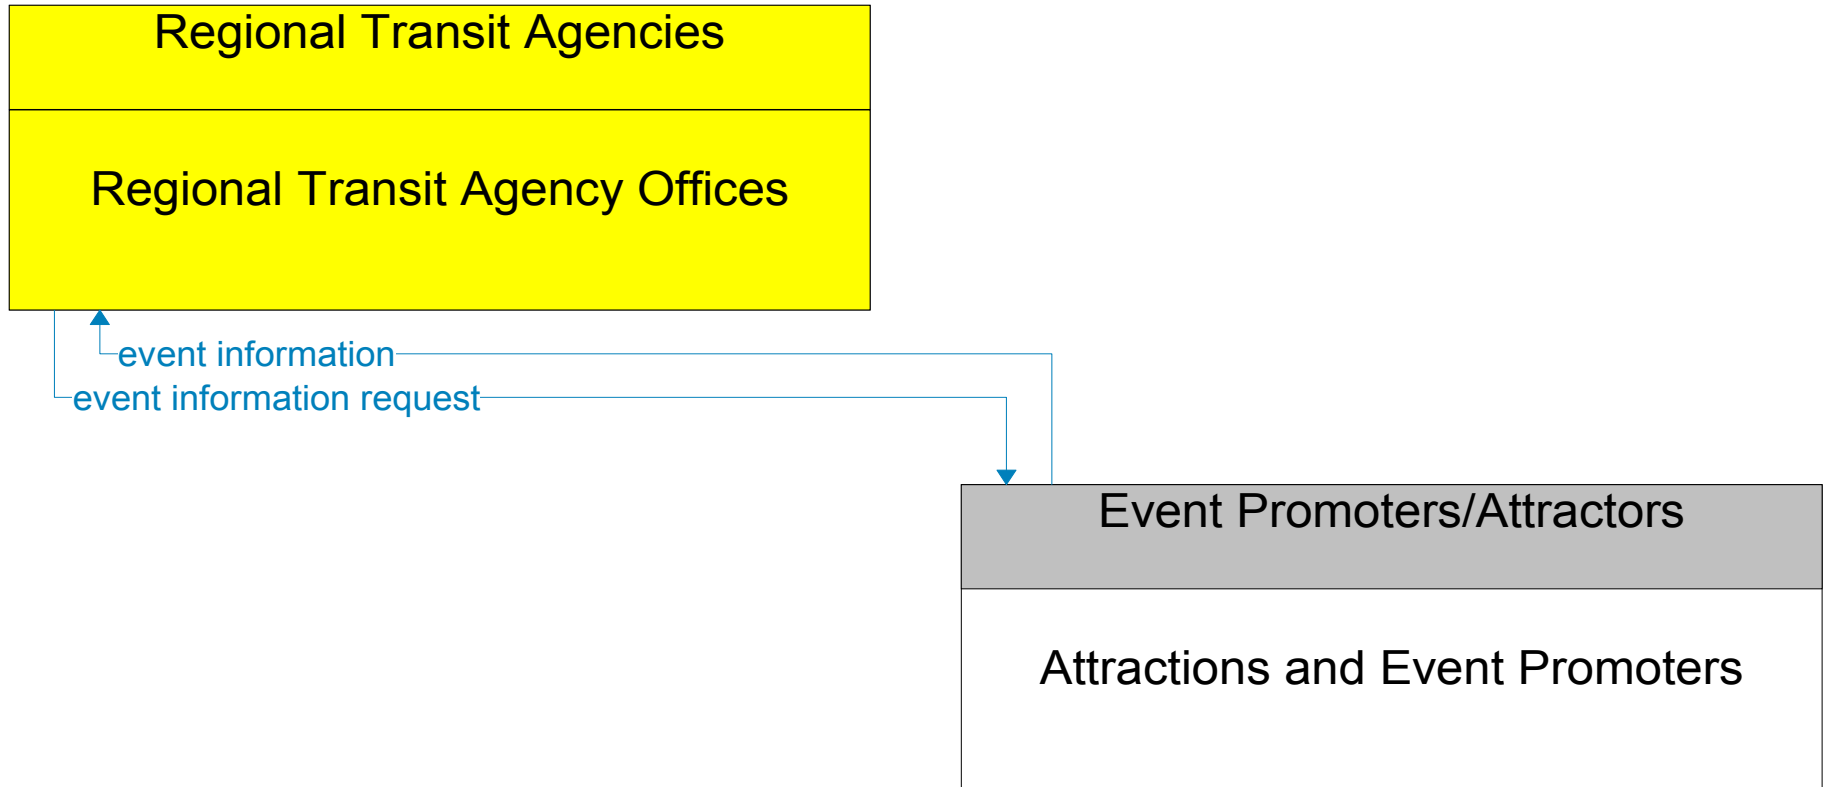 Regional Transit Agencies
Regional Transit Agency Offices
event information
event information request
Event Promoters/Attractors
Attractions and Event Promoters